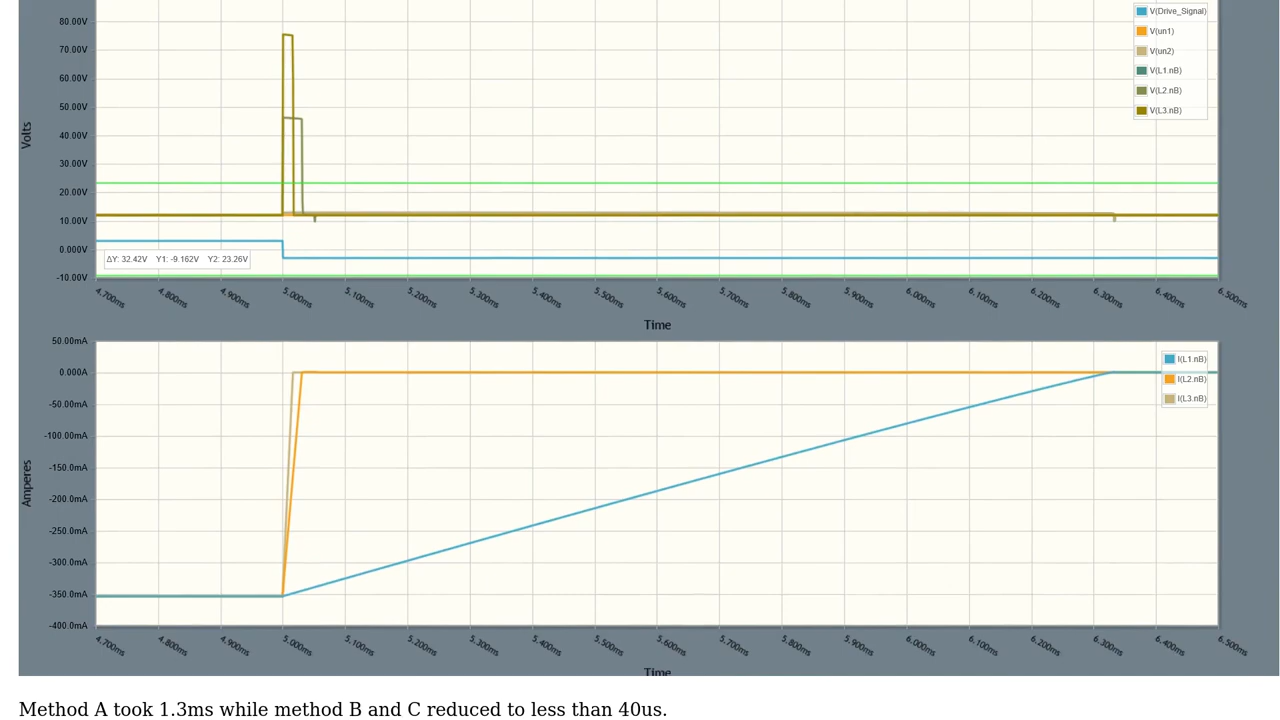 80.00V
70.00V
60.00V
50.00V
40.00V
30.00V
20.00V
10.00V
0.000V
-10.00V
Volts
V(Drive_Signal)
V(un1)
V(un2)
V(L1.nB)
V(L2.nB)
V(L3.nB)
ΔY: 32.42V Y1: -9.162V Y2: 23.26V
4.700ms 4.800ms 4.900ms 5.000ms 5.100ms 5.200ms 5.300ms 5.400ms 5.500ms 5.600ms 5.700ms 5.800ms 5.900ms 6.000ms 6.100ms 6.200ms 6.300ms 6.400ms 6.500ms
Time
50.00mA
0.000A
-50.00mA
-100.00mA
-150.0mA
-200.0mA
-250.0mA
-300.0mA
-350.0mA
-400.0mA
Amperes
I(L1.nB)
I(L2.nB)
I(L3.nB)
4.700ms 4.800ms 4.900ms 5.000ms 5.100ms 5.200ms 5.300ms 5.400ms 5.500ms 5.600ms 5.700ms 5.800ms 5.900ms 6.000ms 6.100ms 6.200ms 6.300ms 6.400ms 6.500ms
Time
Method A took 1.3ms while method B and C reduced to less than 40us.